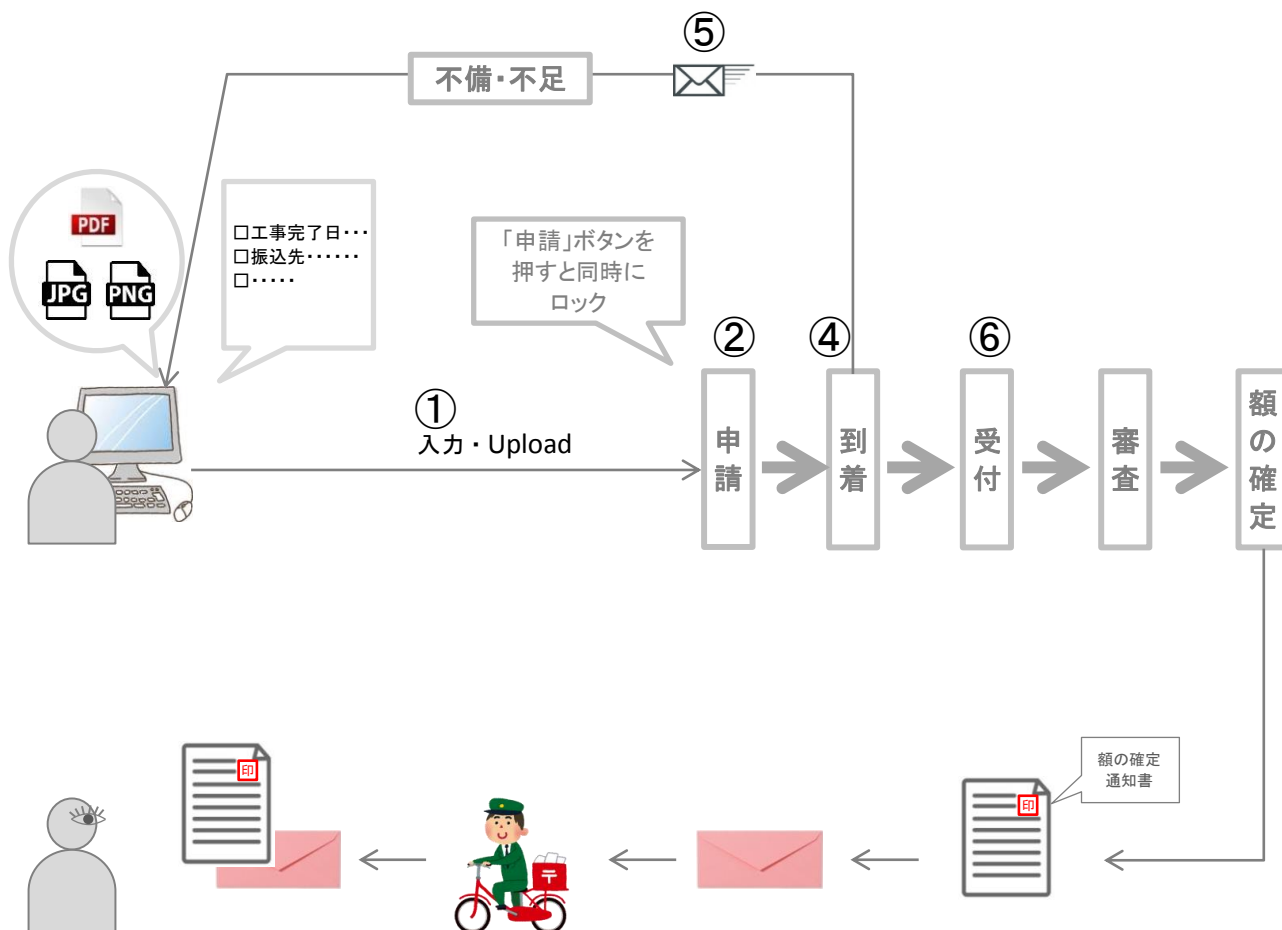 ⑤
不備・不足
PDF
JPG
PNG
□工事完了日・・・
□振込先・・・・・・
□・・・・・
「申請」ボタンを
押すと同時に
ロック
①
入力・Upload
②
申請
④
到着
⑥
受付
審査
額の確定
額の確定
通知書
印
〒
印